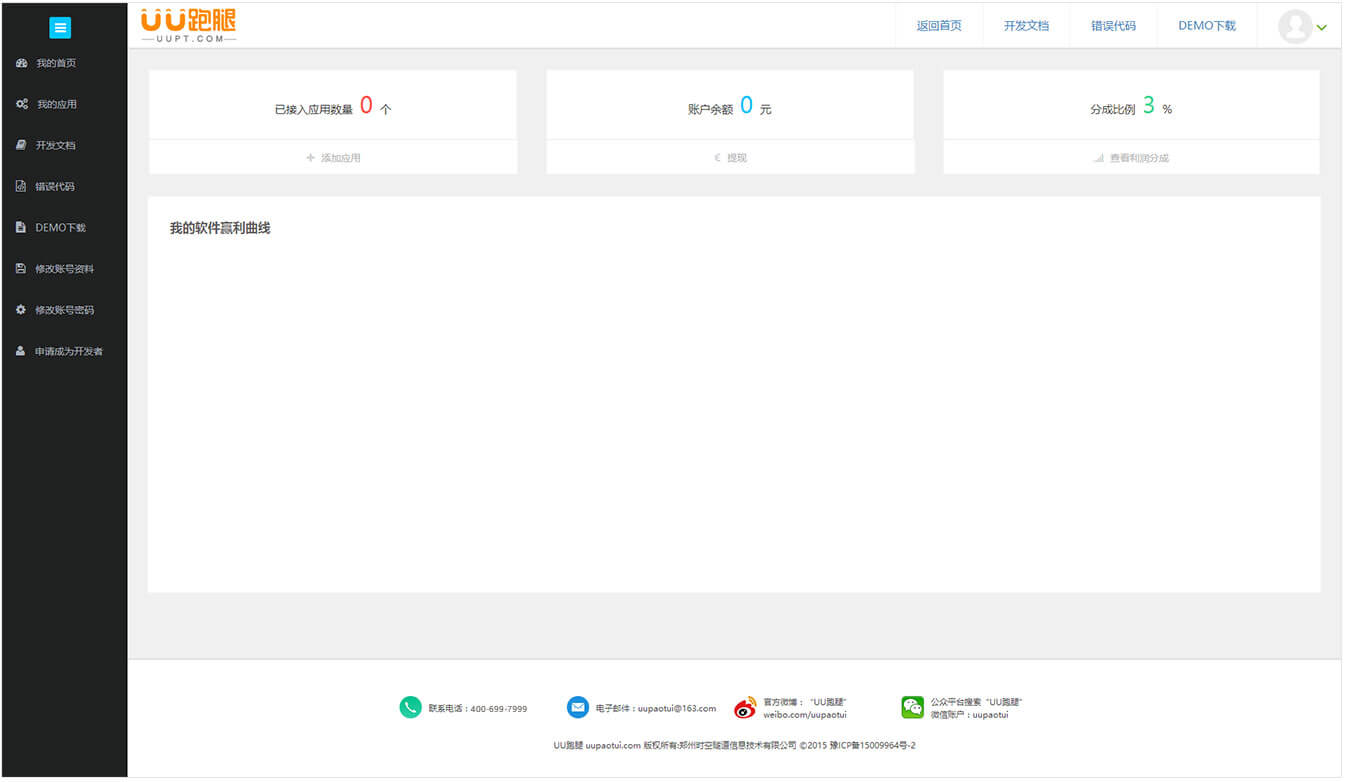 UU跑腿
UUPT.COM
返回首页
开发文档
错误代码
DEMO下载
我的首页
我的应用
开发文档
错误代码
DEMO下载
修改账号资料
修改账号密码
申请成为开发者
已接入应用数量 0 个
账户余额 0 元
分成比例 3 %
添加应用
提现
查看利润分成
我的软件赢利曲线
联系电话：400-699-7999
电子邮件：uupaotui@163.com
官方微博：“UU跑腿”
weibo.com/uupaotui
公众平台搜索“UU跑腿”
微信账户：uupaotui
UU跑腿 uupaotui.com 版权所有:郑州时空隧道信息技术有限公司 ©2015 豫ICP备15009964号-2